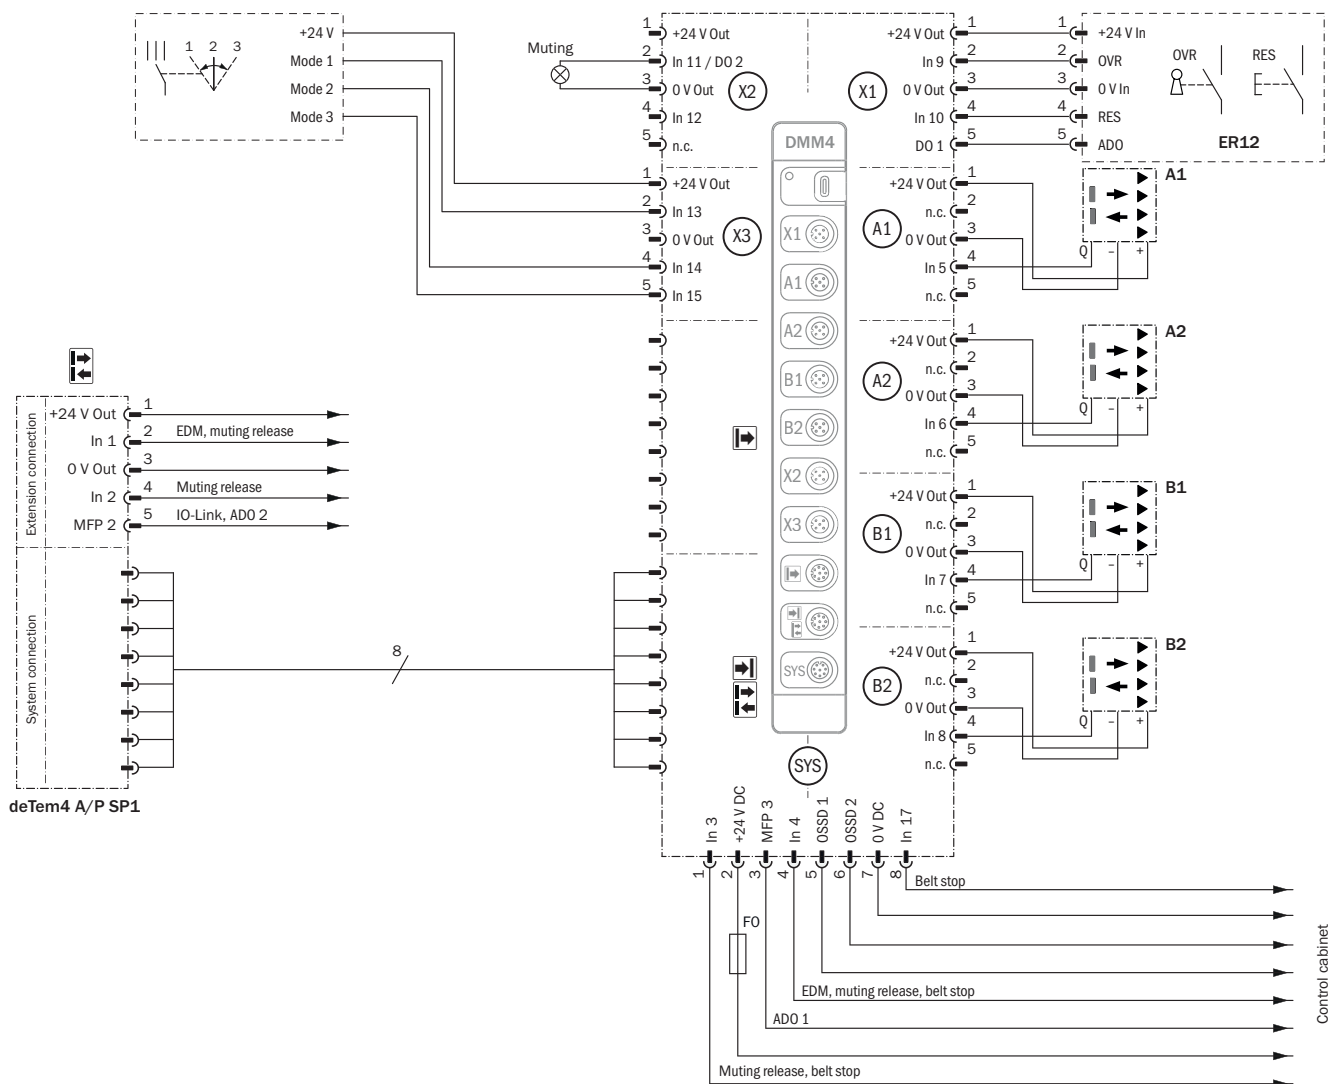 1 2 3
+24 V
Mode 1
Mode 2
Mode 3
Muting
1 +24 V Out
2 In 11 / DO 2
3 0 V Out
4 In 12
5 n.c.
X2
1 +24 V Out
2 In 13
3 0 V Out
4 In 14
5 In 15
X3
DMM4
X1
A1
A2
B1
B2
X2
X3
SYS
X1
+24 V Out 1
In 9 2
0 V Out 3
In 10 4
DO 1 5
1 +24 V In
2 OVR
3 0 V In
4 RES
5 ADO
OVR
RES
ER12
A1
+24 V Out 1
n.c. 2
0 V Out 3
In 5 4
n.c. 5
A1
Q – +
A2
+24 V Out 1
n.c. 2
0 V Out 3
In 6 4
n.c. 5
A2
Q – +
B1
+24 V Out 1
n.c. 2
0 V Out 3
In 7 4
n.c. 5
B1
Q – +
B2
+24 V Out 1
n.c. 2
0 V Out 3
In 8 4
n.c. 5
B2
Q – +
Extension connection
+24 V Out 1
In 1 2 EDM, muting release
0 V Out 3
In 2 4 Muting release
MFP 2 5 IO-Link, ADO 2
System connection
8
deTem4 A/P SP1
SYS
In 3
+24 V DC
MFP 3
In 4
OSSD 1
OSSD 2
0 V DC
In 17
1 2 3 4 5 6 7 8
Belt stop
F0
EDM, muting release, belt stop
ADO 1
Muting release, belt stop
Control cabinet